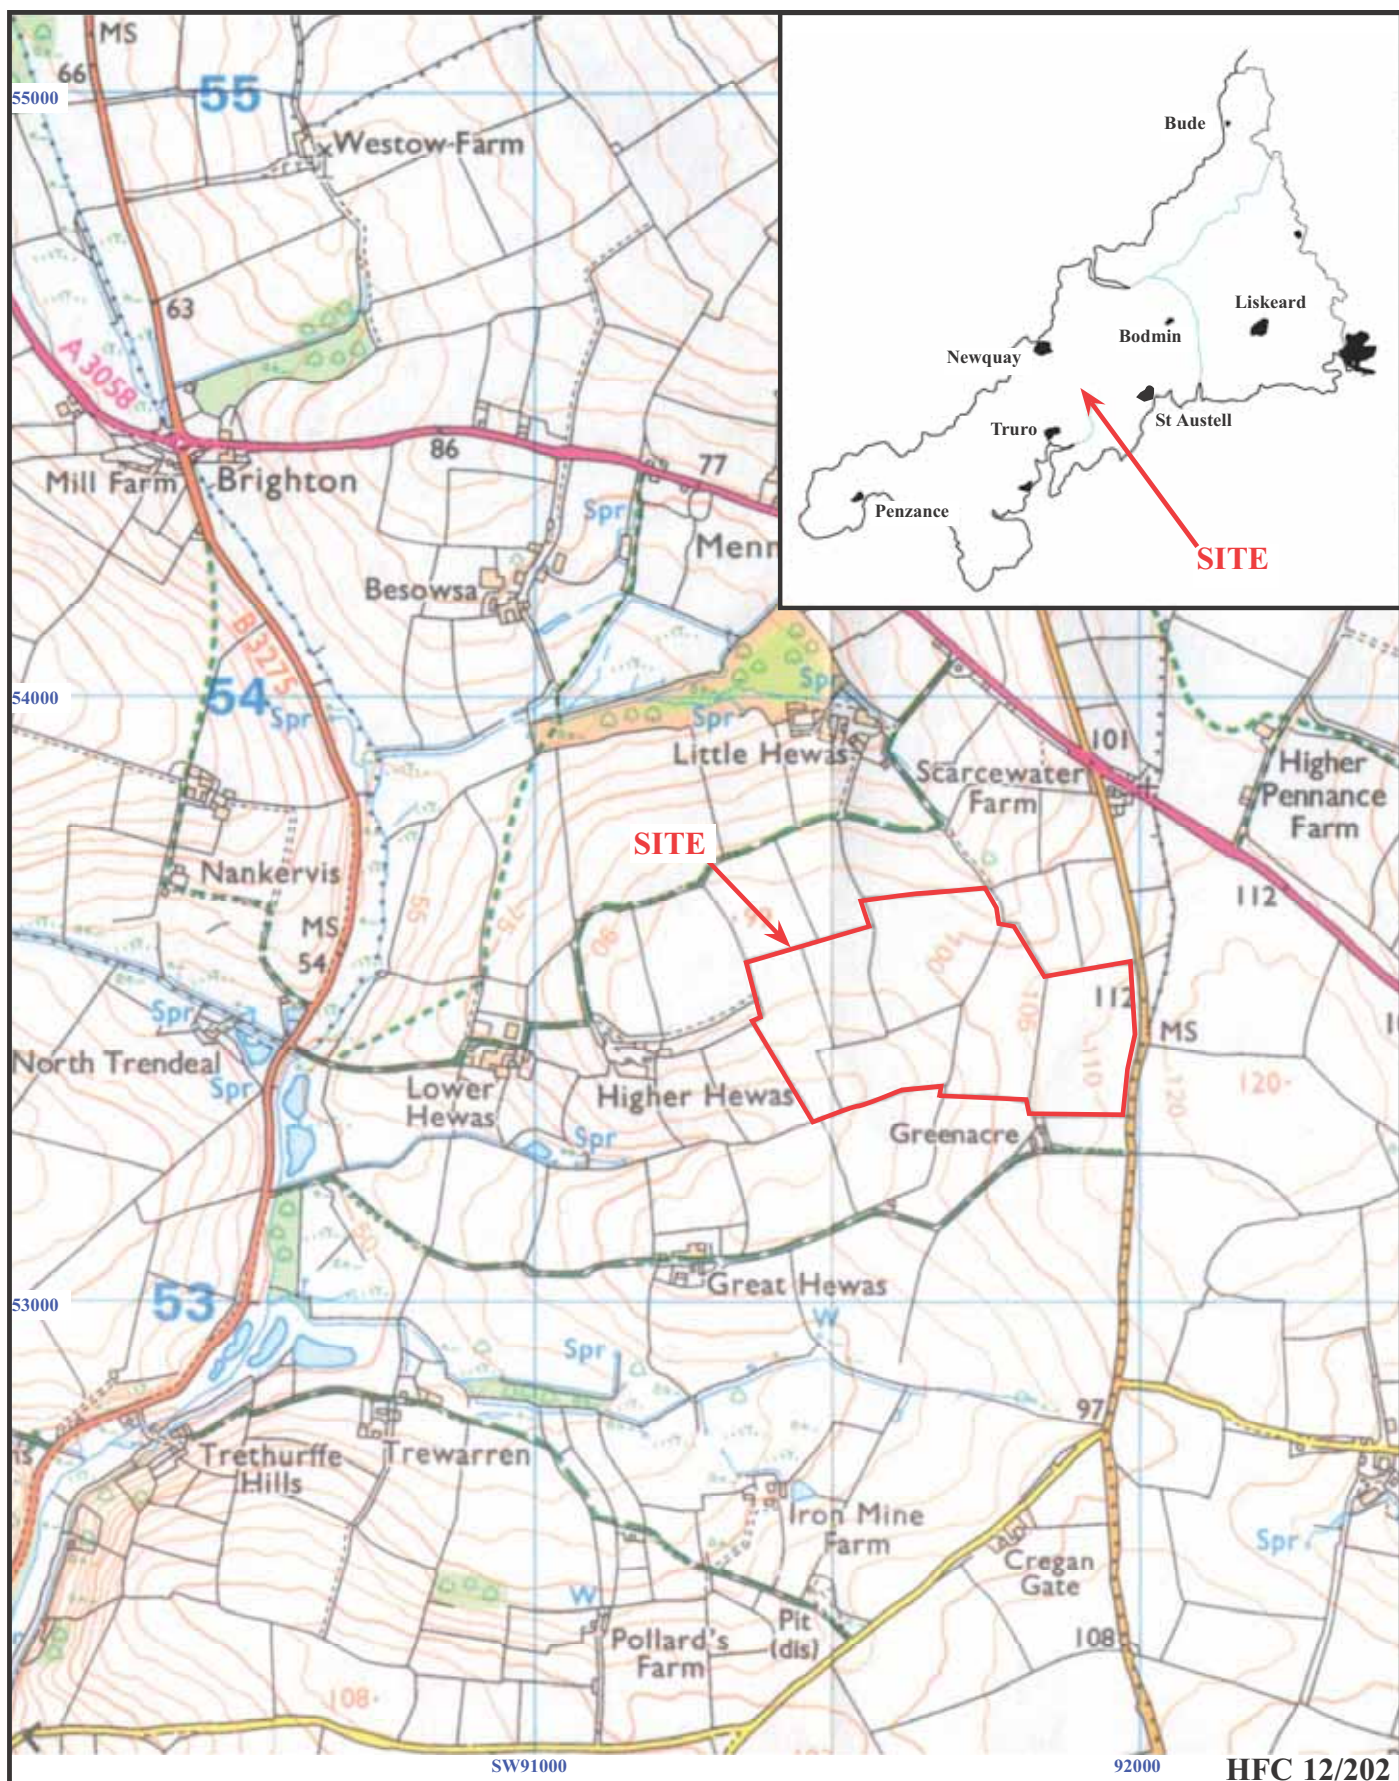 MS
66
55
55000
Westow Farm
63
A 3058
86
77
Mill Farm
Brighton
Spr
Menn
Besowsa
B 3275
Bude
Liskeard
Bodmin
Newquay
St Austell
Truro
Penzance
SITE
54000
54
Spr
Spr
Spr
Little Hewas
101
Scarcewater
Farm
Higher
Pennance
Farm
SITE
Nankervis
112
55
75
90
100
MS
54
106
112
MS
Spr
North Trendeal
Spr
Lower
Hewas
Higher Hewas
110
120
120
Spr
Greenacre
50
Great Hewas
53000
53
W
Spr
97
Trethurffe
Hills
Trewarren
Iron Mine
Farm
Cregan
Gate
Spr
W
Pit
(dis)
Pollard's
Farm
108
108
SW91000
92000
HFC 12/202